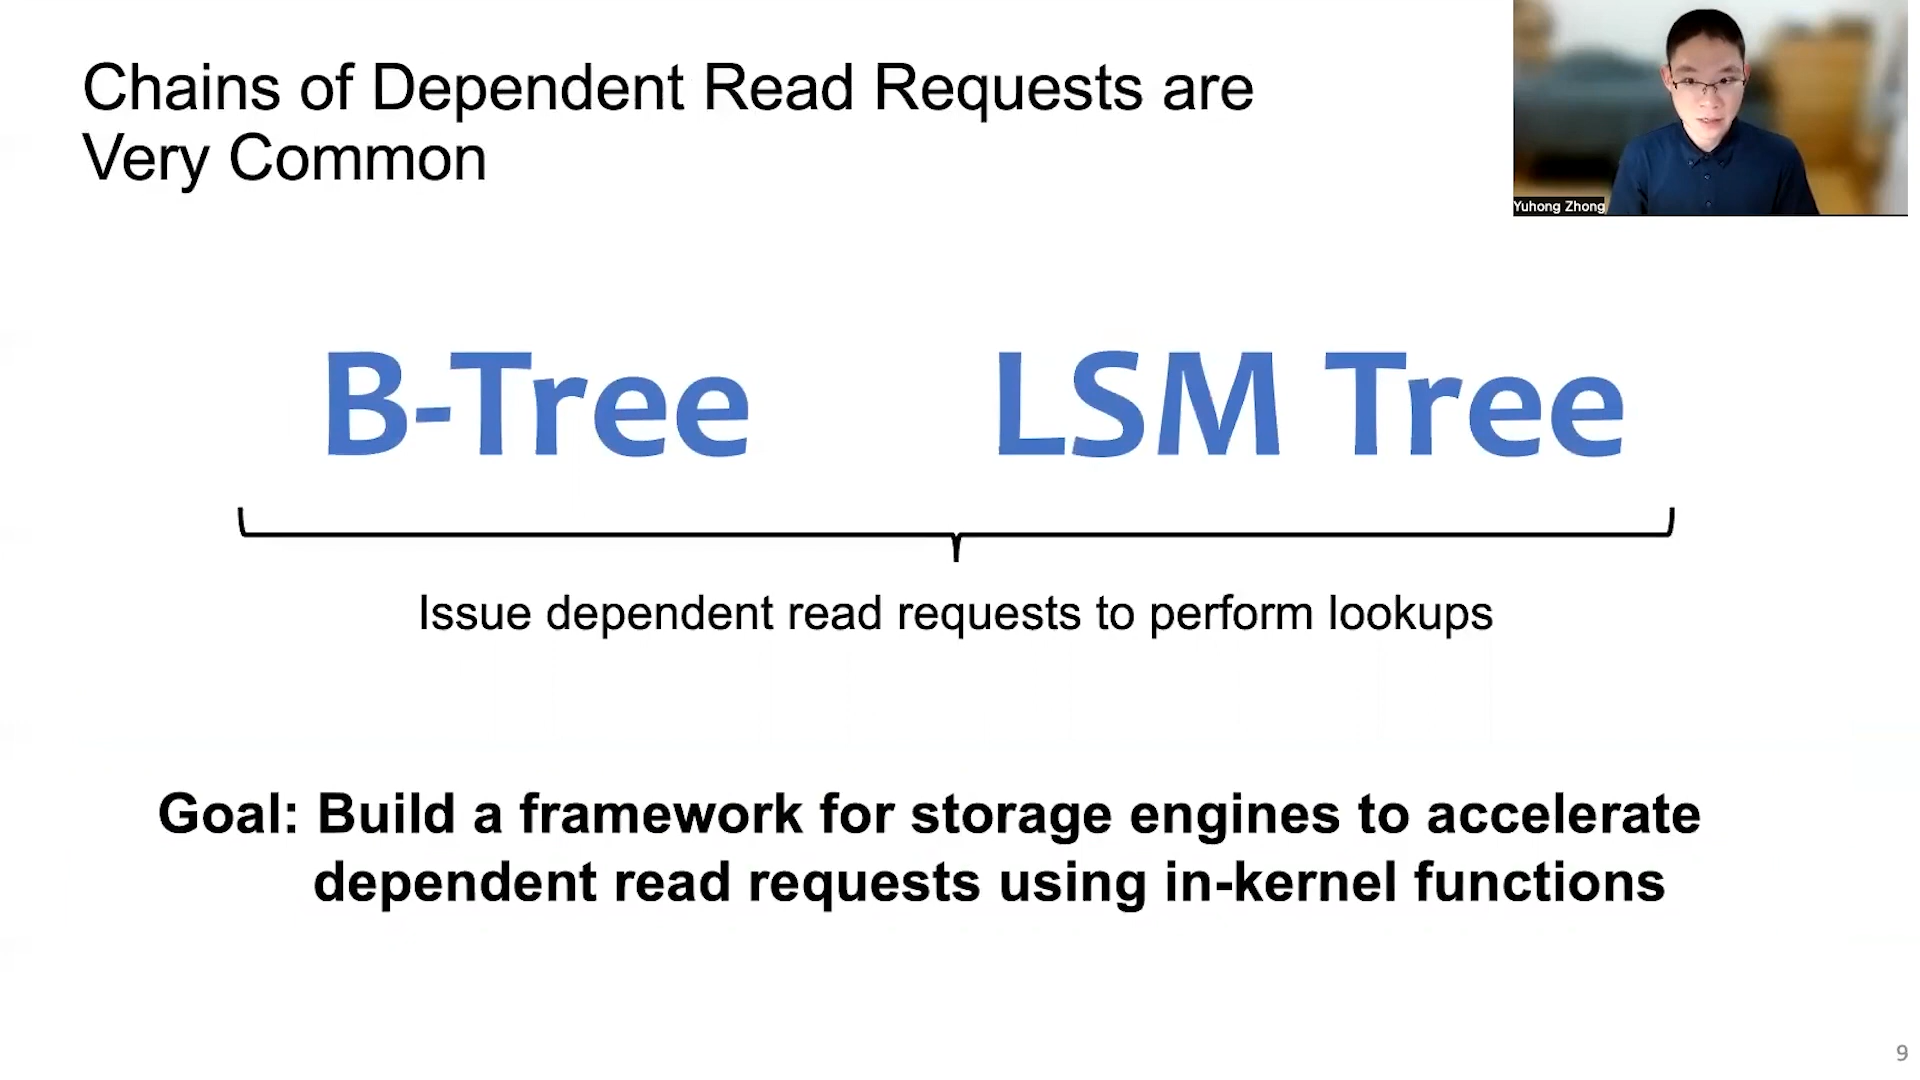 Chains of Dependent Read Requests are
Very Common
Yuhong Zhong
B-Tree LSM Tree
Issue dependent read requests to perform lookups
Goal: Build a framework for storage engines to accelerate
dependent read requests using in-kernel functions
9